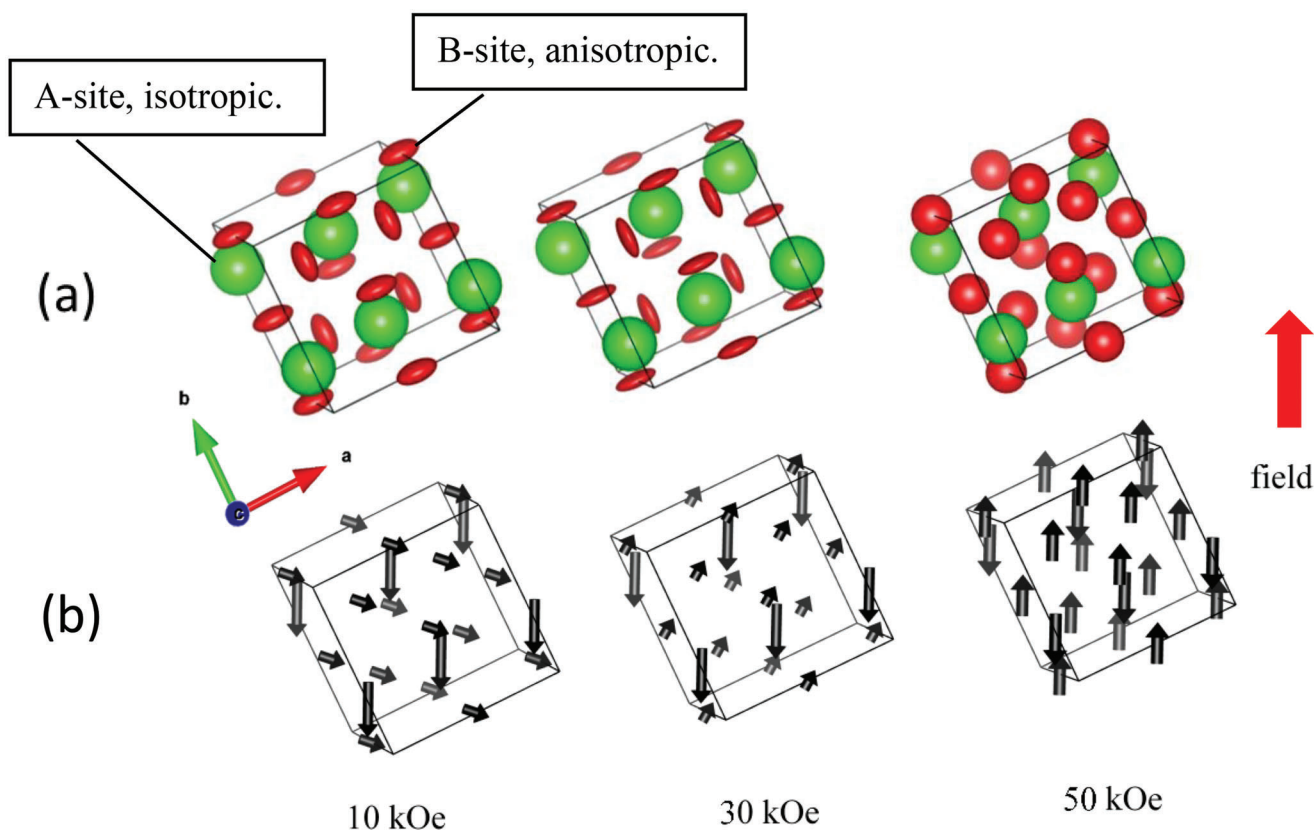 B-site, anisotropic.
A-site, isotropic.
(a)
b
a
c
field
(b)
10 kOe
30 kOe
50 kOe